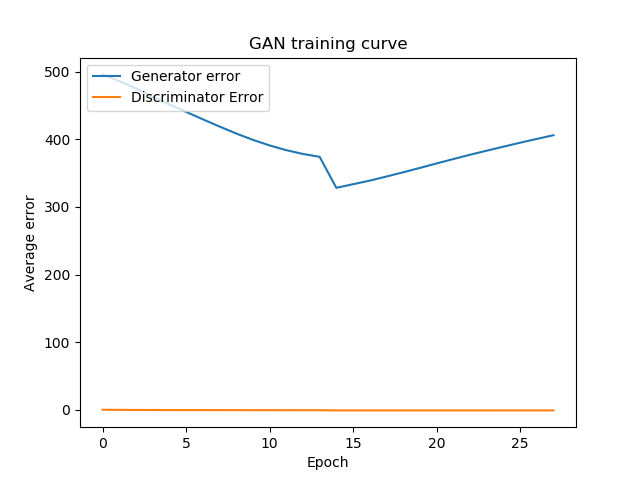 GAN training curve
Generator error
Discriminator Error
500
400
300
200
100
0
Average error
0 5 10 15 20 25
Epoch